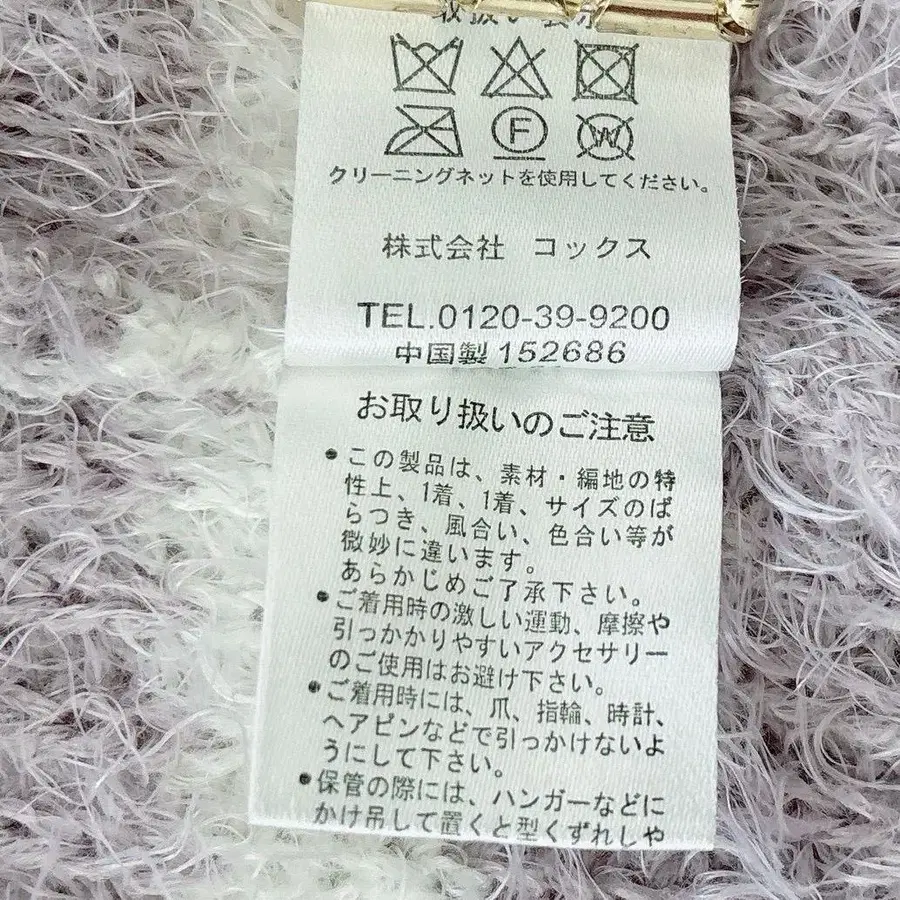 取扱い表示
F
W
クリーニングネットを使用してください。
株式会社 コックス
TEL.0120-39-9200
中国製 152686
お取り扱いのご注意
●この製品は、素材・編地の特
性上、1着、1着、サイズのば
らつき、風合い、色合い等が
微妙に違います。
あらかじめご了承下さい。
●ご着用時の激しい運動、摩擦や
引っかかりやすいアクセサリー
のご使用はお避け下さい。
●ご着用時には、爪、指輪、時計、
ヘアピンなどで引っかけないよ
うにして下さい。
●保管の際には、ハンガーなどに
かけ吊して置くと型くずれしや